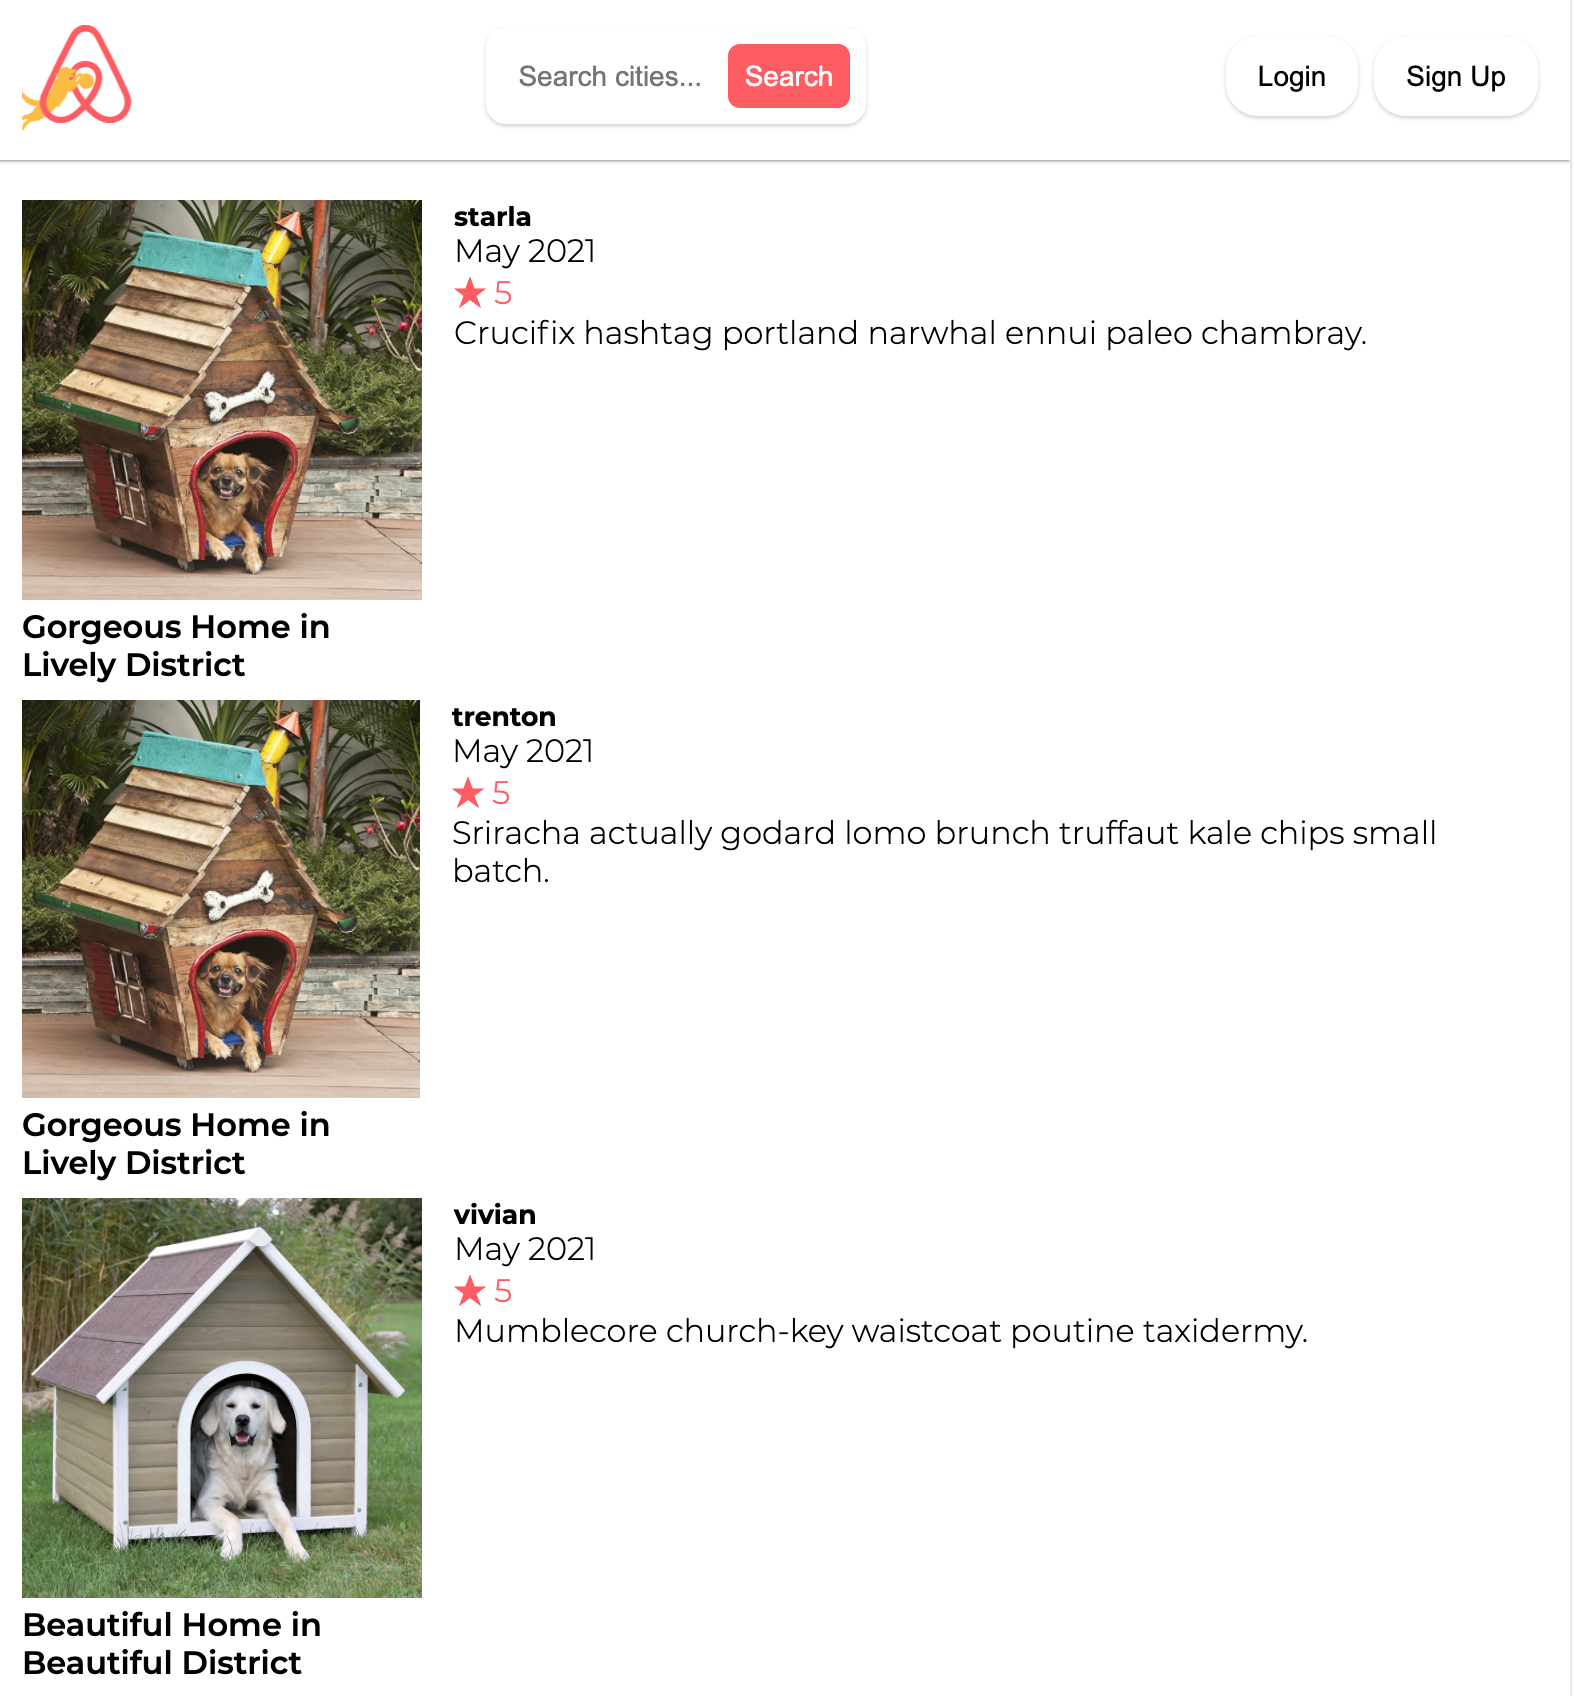 Search cities...
Search
Login
Sign Up
starla
May 2021
★ 5
Crucifix hashtag portland narwhal ennui paleo chambray.
Gorgeous Home in
Lively District
trenton
May 2021
★ 5
Sriracha actually godard lomo brunch truffaut kale chips small
batch.
Gorgeous Home in
Lively District
vivian
May 2021
★ 5
Mumblecore church-key waistcoat poutine taxidermy.
Beautiful Home in
Beautiful District